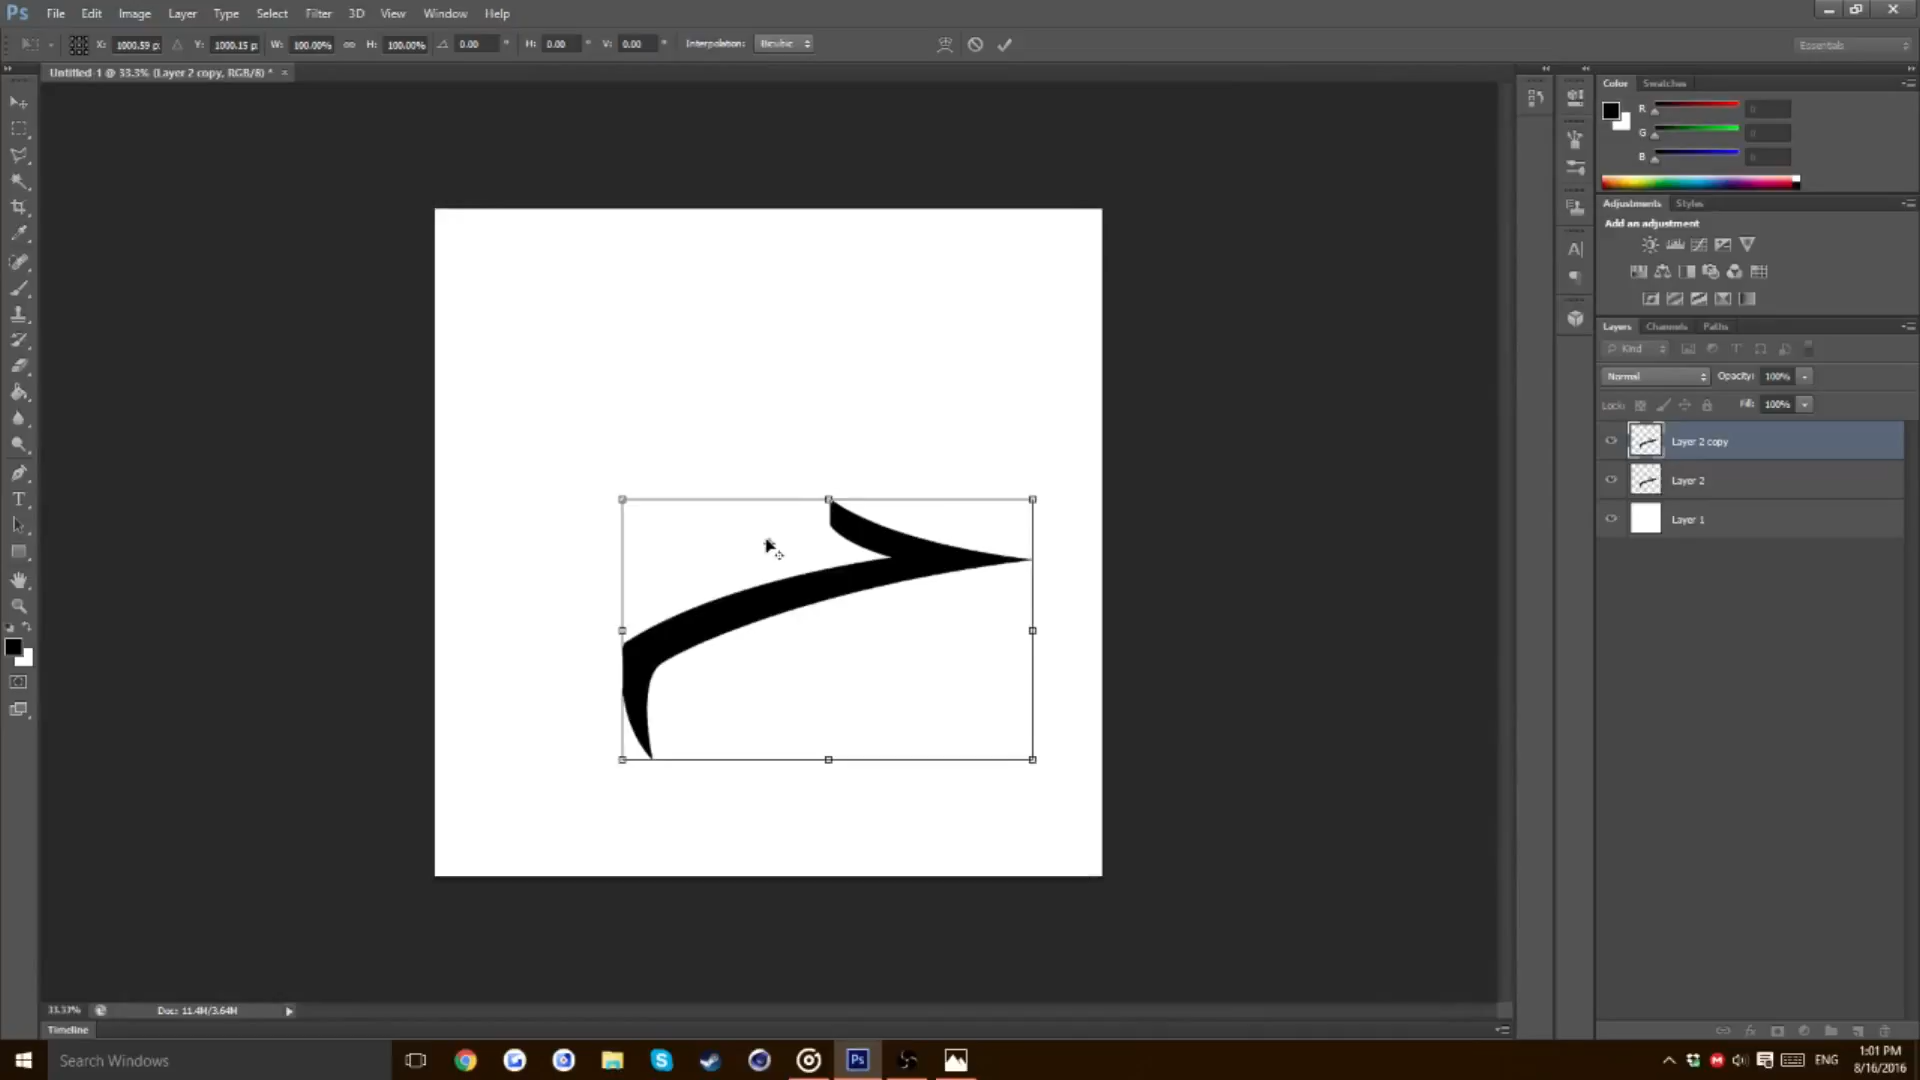 Ps File Edit Image Layer Type Select Filter 3D View Window Help
X: 1000.59 p: Y: 1000.15 p: W: 100.00% H: 100.00% 0.00 ° H: 0.00 ° V: 0.00 ° Interpolation: Bicubic
Essentials
Untitled-1 @ 33.3% (Layer 2 copy, RGB/8) *
Color Swatches
R 0
G 0
B 0
Adjustments Styles
Add an adjustment
Layers Channels Paths
Kind
Normal Opacity: 100%
Lock: Fill: 100%
Layer 2 copy
Layer 2
Layer 1
33.33% Doc: 11.4M/3.64M
Timeline
Search Windows
ENG
1:01 PM
8/16/2016